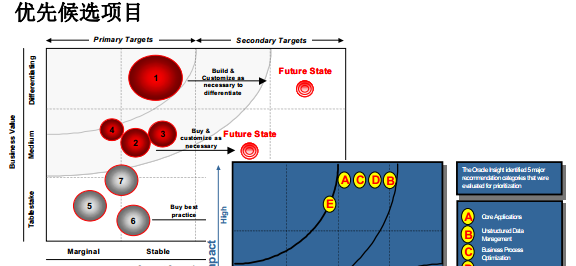 优先候选项目
Primary Targets
Secondary Targets
Business Value
Differentiating
Medium
Tablestake
1
Build &
Customize as
necessary to
differentiate
Future State
4
2
3
Buy &
customize as
necessary
Future State
7
5
6
Buy best
practice
Marginal
Stable
High
A
C
D
B
E
The Oracle Insight identified 5 major
recommendation categories that were
evaluated for prioritization
A
Core Applications
B
Unstructured Data
Management
C
Business Process
Optimization